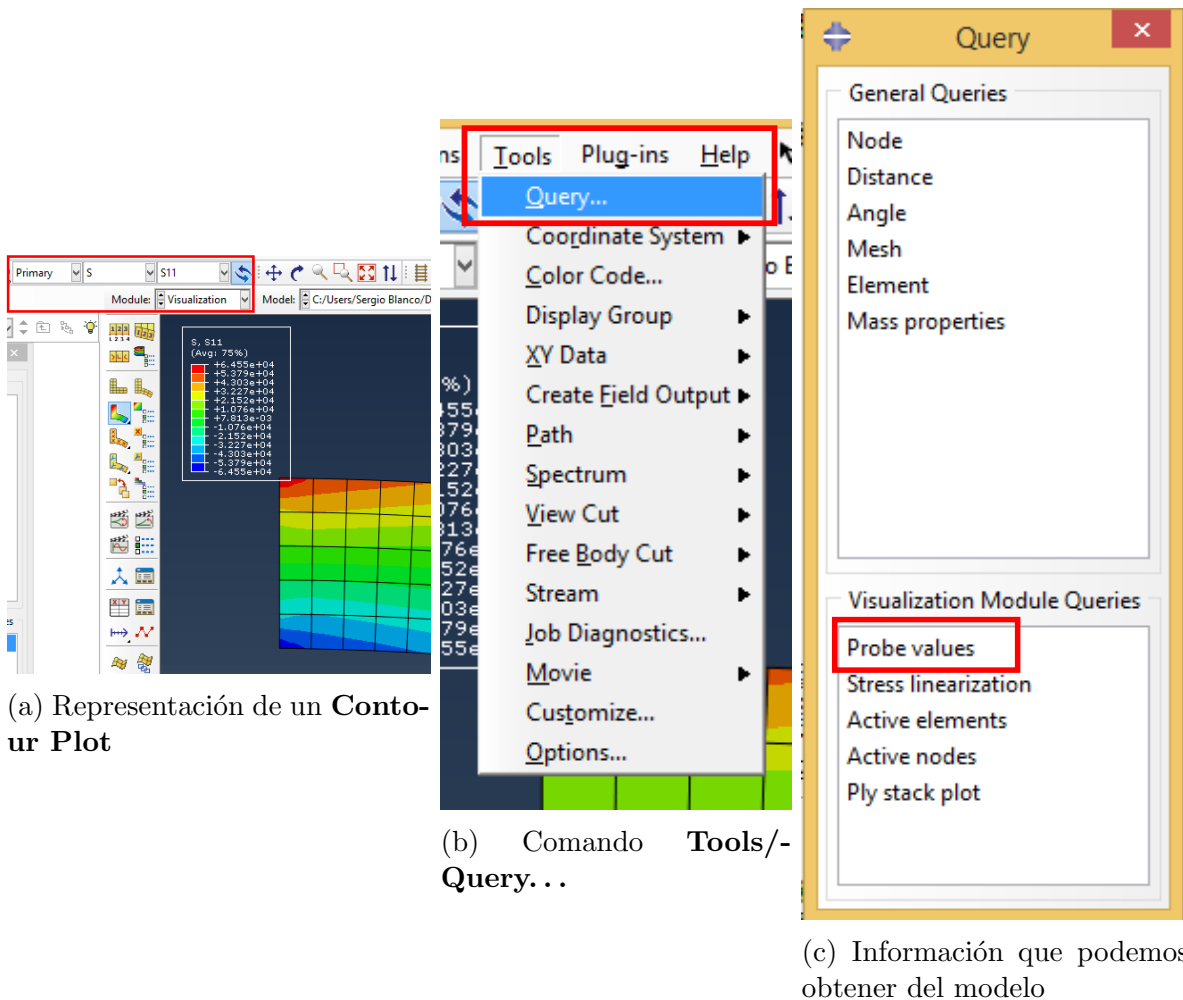 Primary S S11
Module: Visualization Model: C:/Users/Sergio Blanco/D
S, S11
(Avg: 75%)
+6.455e+04
+5.379e+04
+4.303e+04
+3.227e+04
+2.152e+04
+1.076e+04
+7.813e-03
-1.076e+04
-2.152e+04
-3.227e+04
-4.303e+04
-5.379e+04
-6.455e+04
(a) Representación de un Conto-
ur Plot
ns Tools Plug-ins Help
Query...
Coordinate System
Color Code...
Display Group
XY Data
Create Field Output
Path
Spectrum
View Cut
Free Body Cut
Stream
Job Diagnostics...
Movie
Customize...
Options...
(b) Comando Tools/-
Query...
Query
General Queries
Node
Distance
Angle
Mesh
Element
Mass properties
Visualization Module Queries
Probe values
Stress linearization
Active elements
Active nodes
Ply stack plot
(c) Información que podemos
obtener del modelo